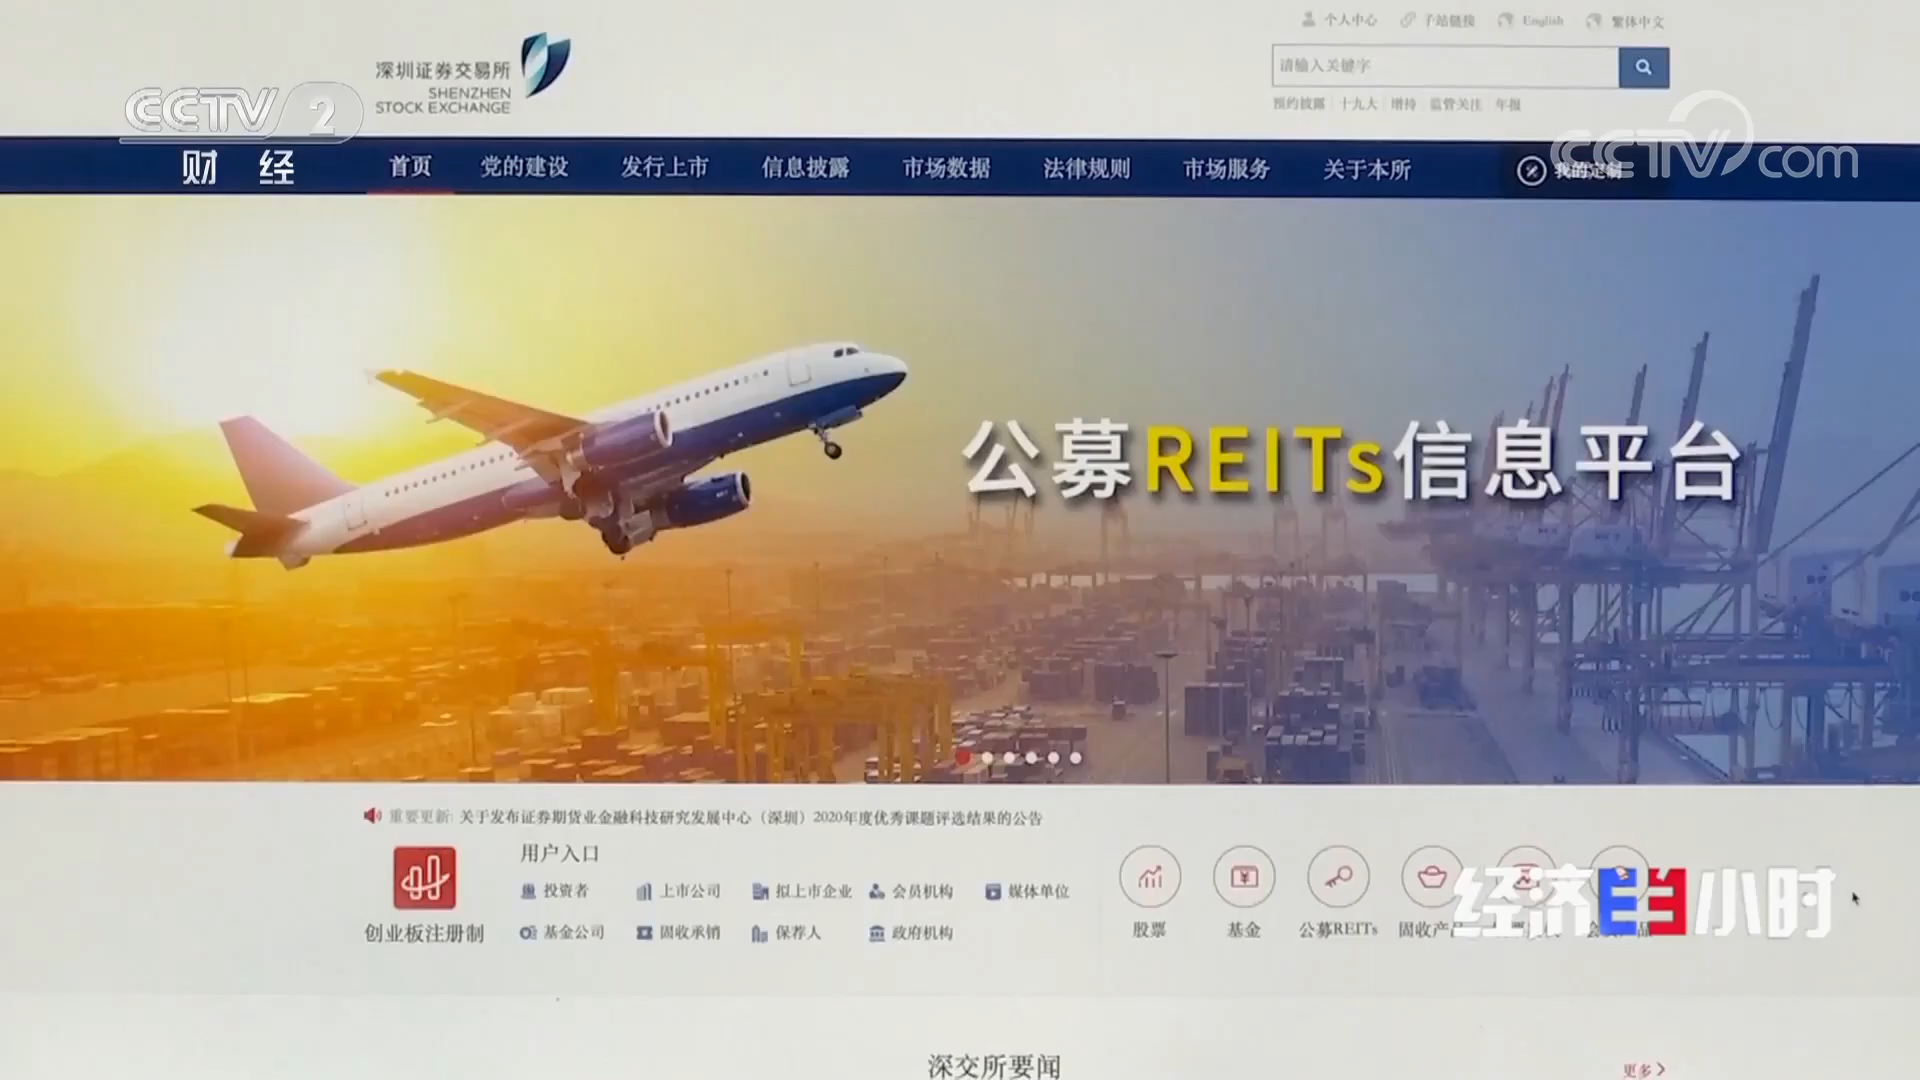 个人中心 子站链接 English 繁体中文
深圳证券交易所
SHENZHEN
STOCK EXCHANGE
请输入关键字
预约披露 十九大 增持 监管关注 年报
CCTV 2
财 经
首页 党的建设 发行上市 信息披露 市场数据 法律规则 市场服务 关于本所 我的定制
CCTV.com
公募REITs信息平台
重要更新: 关于发布证券期货业金融科技研究发展中心（深圳）2020年度优秀课题评选结果的公告
用户入口
投资者 上市公司 拟上市企业 会员机构 媒体单位
创业板注册制
基金公司 固收承销 保荐人 政府机构
股票 基金 公募REITs 固收产
经济半小时
深交所要闻
更多